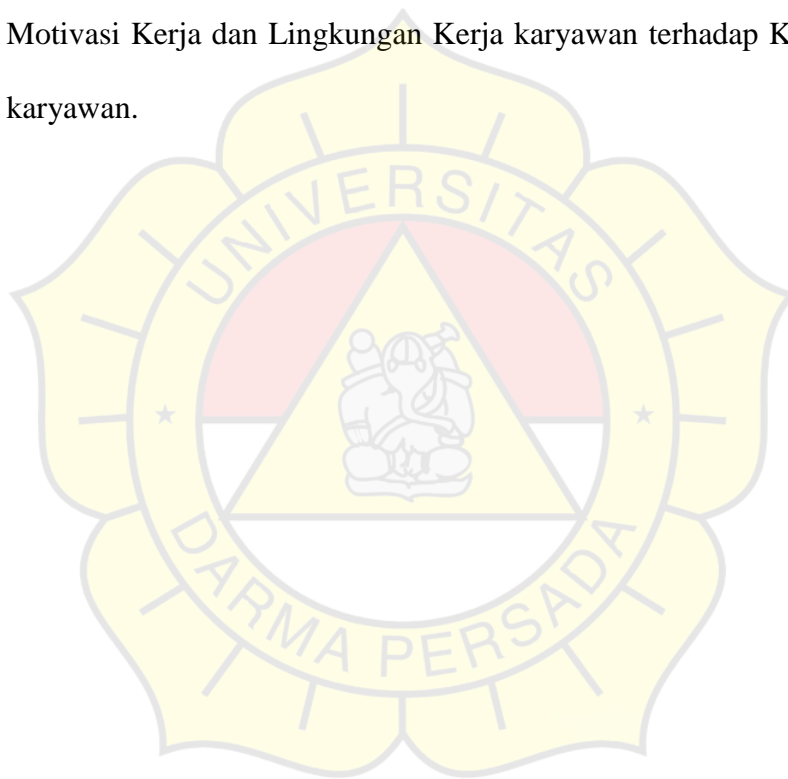 Motivasi Kerja dan Lingkungan Kerja karyawan terhadap K
karyawan.
UNIVERSITAS
DARMA PERSADA